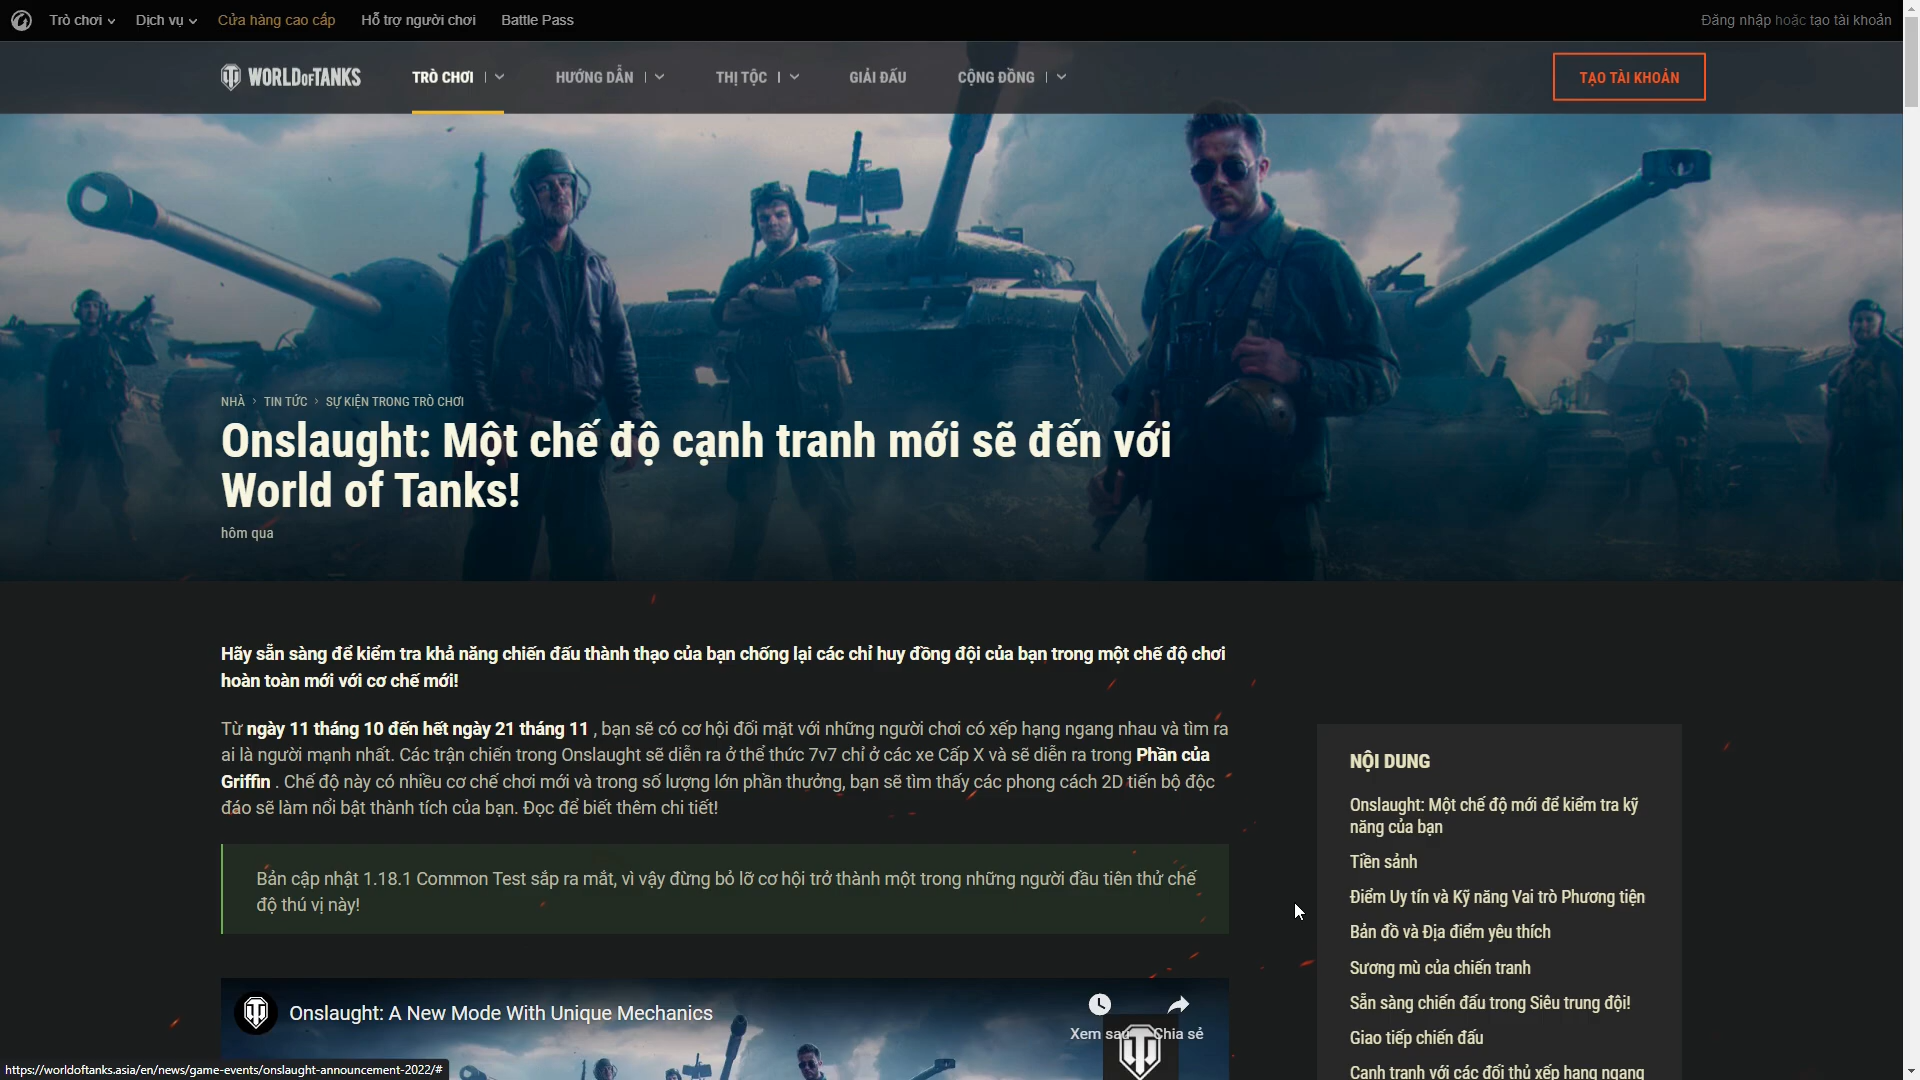 Trò chơi Dịch vụ Cửa hàng cao cấp Hỗ trợ người chơi Battle Pass Đăng nhập hoặc tạo tài khoản
WORLD OF TANKS TRÒ CHƠI HƯỚNG DẪN THỊ TỘC GIẢI ĐẤU CỘNG ĐỒNG TẠO TÀI KHOẢN
NHÀ › TIN TỨC › SỰ KIỆN TRONG TRÒ CHƠI
Onslaught: Một chế độ cạnh tranh mới sẽ đến với
World of Tanks!
hôm qua
Hãy sẵn sàng để kiểm tra khả năng chiến đấu thành thạo của bạn chống lại các chỉ huy đồng đội của bạn trong một chế độ chơi
hoàn toàn mới với cơ chế mới!
Từ ngày 11 tháng 10 đến hết ngày 21 tháng 11 , bạn sẽ có cơ hội đối mặt với những người chơi có xếp hạng ngang nhau và tìm ra
ai là người mạnh nhất. Các trận chiến trong Onslaught sẽ diễn ra ở thể thức 7v7 chỉ ở các xe Cấp X và sẽ diễn ra trong Phần của
Griffin . Chế độ này có nhiều cơ chế chơi mới và trong số lượng lớn phần thưởng, bạn sẽ tìm thấy các phong cách 2D tiến bộ độc
đáo sẽ làm nổi bật thành tích của bạn. Đọc để biết thêm chi tiết!
Bản cập nhật 1.18.1 Common Test sắp ra mắt, vì vậy đừng bỏ lỡ cơ hội trở thành một trong những người đầu tiên thử chế
độ thú vị này!
Onslaught: A New Mode With Unique Mechanics
Xem sau Chia sẻ
NỘI DUNG
Onslaught: Một chế độ mới để kiểm tra kỹ
năng của bạn
Tiền sảnh
Điểm Uy tín và Kỹ năng Vai trò Phương tiện
Bản đồ và Địa điểm yêu thích
Sương mù của chiến tranh
Sẵn sàng chiến đấu trong Siêu trung đội!
Giao tiếp chiến đấu
Cạnh tranh với các đối thủ xếp hạng ngang
https://worldoftanks.asia/en/news/game-events/onslaught-announcement-2022/#